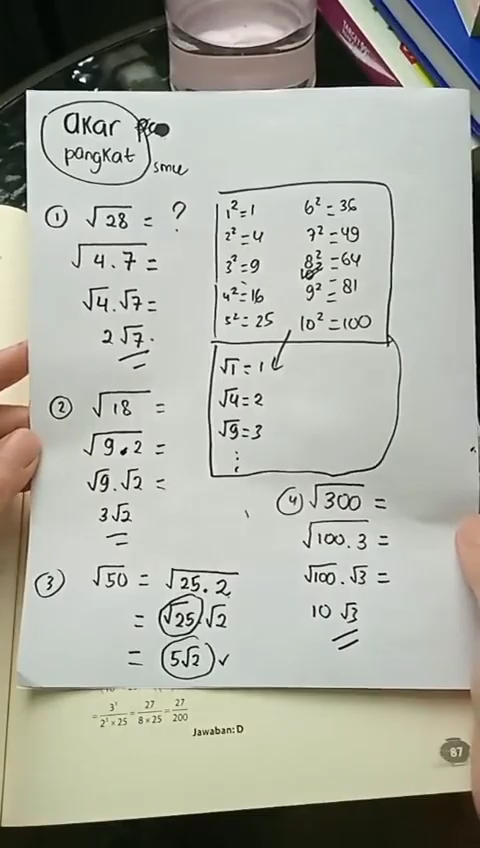 akar
pangkat
smu
① √28 = ?
√4.7 =
√4.√7 =
2√7.
② √18 =
√9.2 =
√9.√2 =
3√2
③ √50 = √25.2
= √25.√2
= 5√2 ✓
1² = 1
2² = 4
3² = 9
4² = 16
5² = 25
6² = 36
7² = 49
8² = 64
9² = 81
10² = 100
√1 = 1
√4 = 2
√9 = 3
⋮
④ √300 =
√100.3 =
√100.√3 =
10 √3
= 3³/2³×25 = 27/8×25 = 27/200
Jawaban: D
87